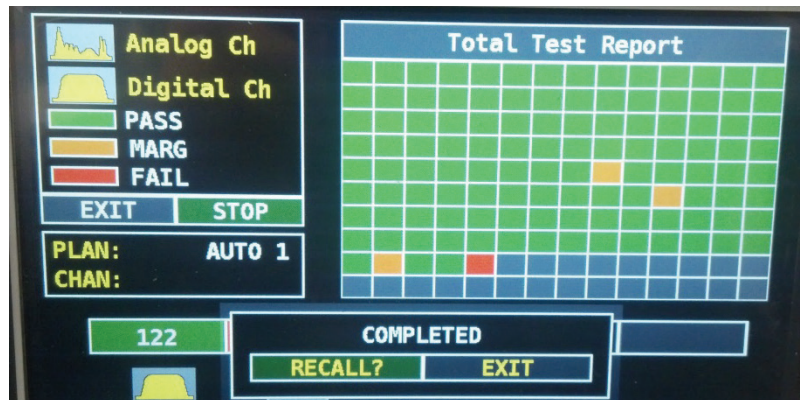 Analog Ch
Digital Ch
PASS
MARG
FAIL
EXIT STOP
PLAN: AUTO 1
CHAN:
Total Test Report
122
COMPLETED
RECALL? EXIT